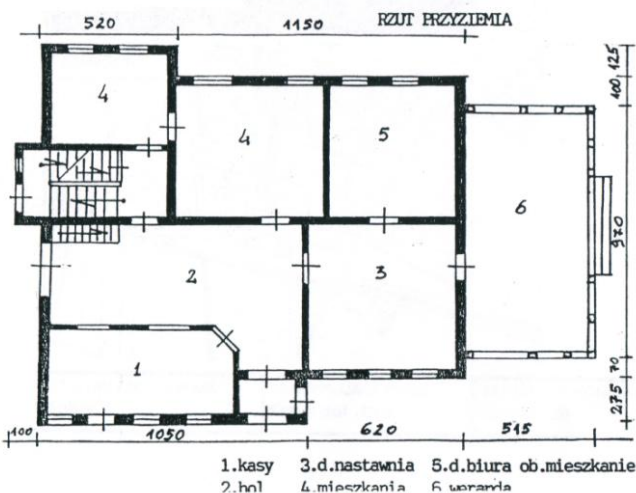 RZUT PRZYZIEMIA
520 1150
125
100
4
4 5
6
970
2 3
1
70
275
100 1050 620 515
1.kasy 3.d.nastawnia 5.d.biura ob.mieszkanie
2.hol 4.mieszkania 6.weranda